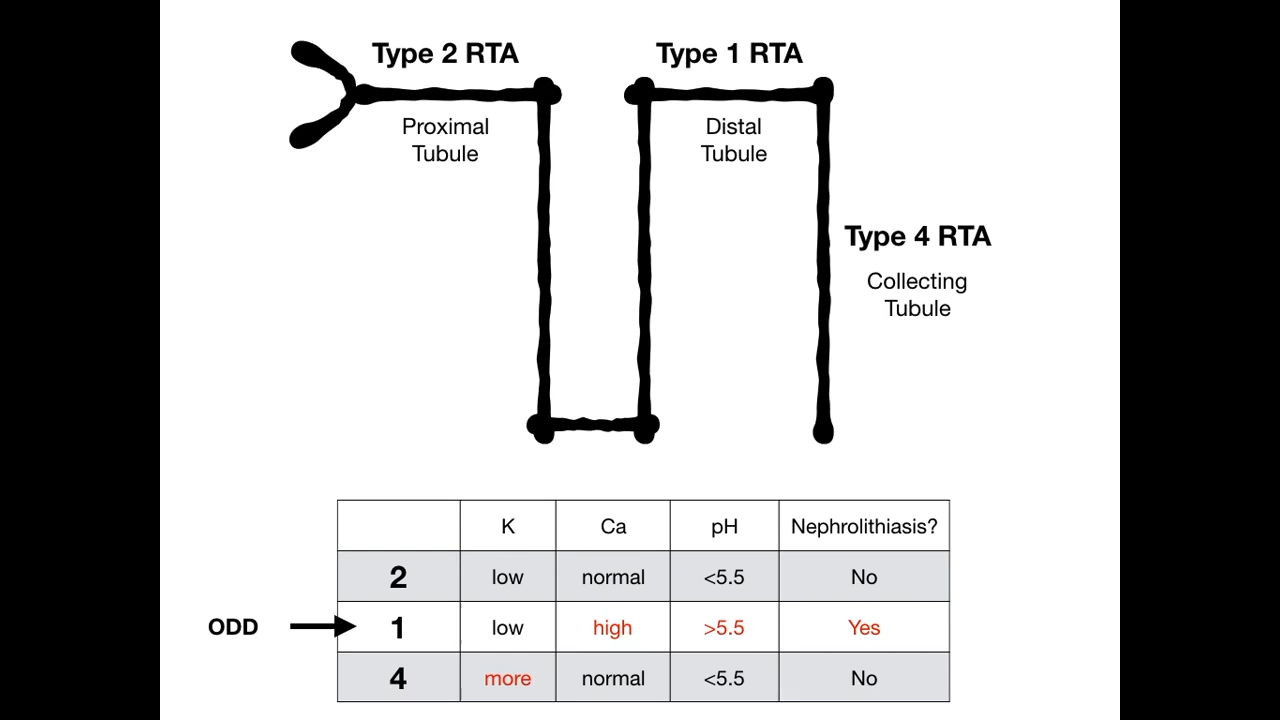 Type 2 RTA
Type 1 RTA
Proximal
Tubule
Distal
Tubule
Type 4 RTA
Collecting
Tubule
K Ca pH Nephrolithiasis?
2 low normal <5.5 No
ODD 1 low high >5.5 Yes
4 more normal <5.5 No